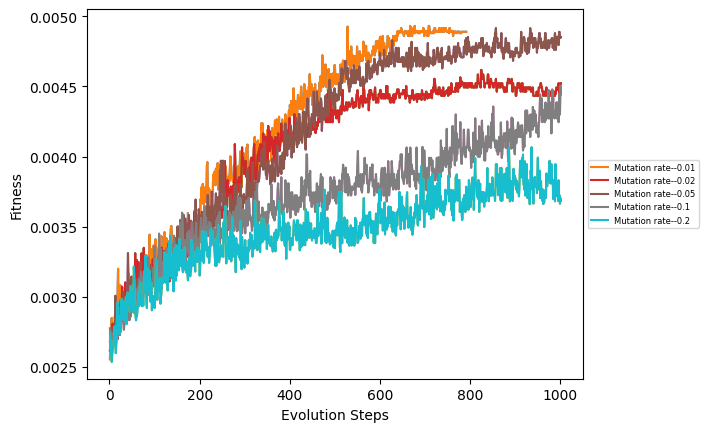 0.0050
0.0045
0.0040
0.0035
0.0030
0.0025
Fitness
0 200 400 600 800 1000
Evolution Steps
Mutation rate--0.01
Mutation rate--0.02
Mutation rate--0.05
Mutation rate--0.1
Mutation rate--0.2